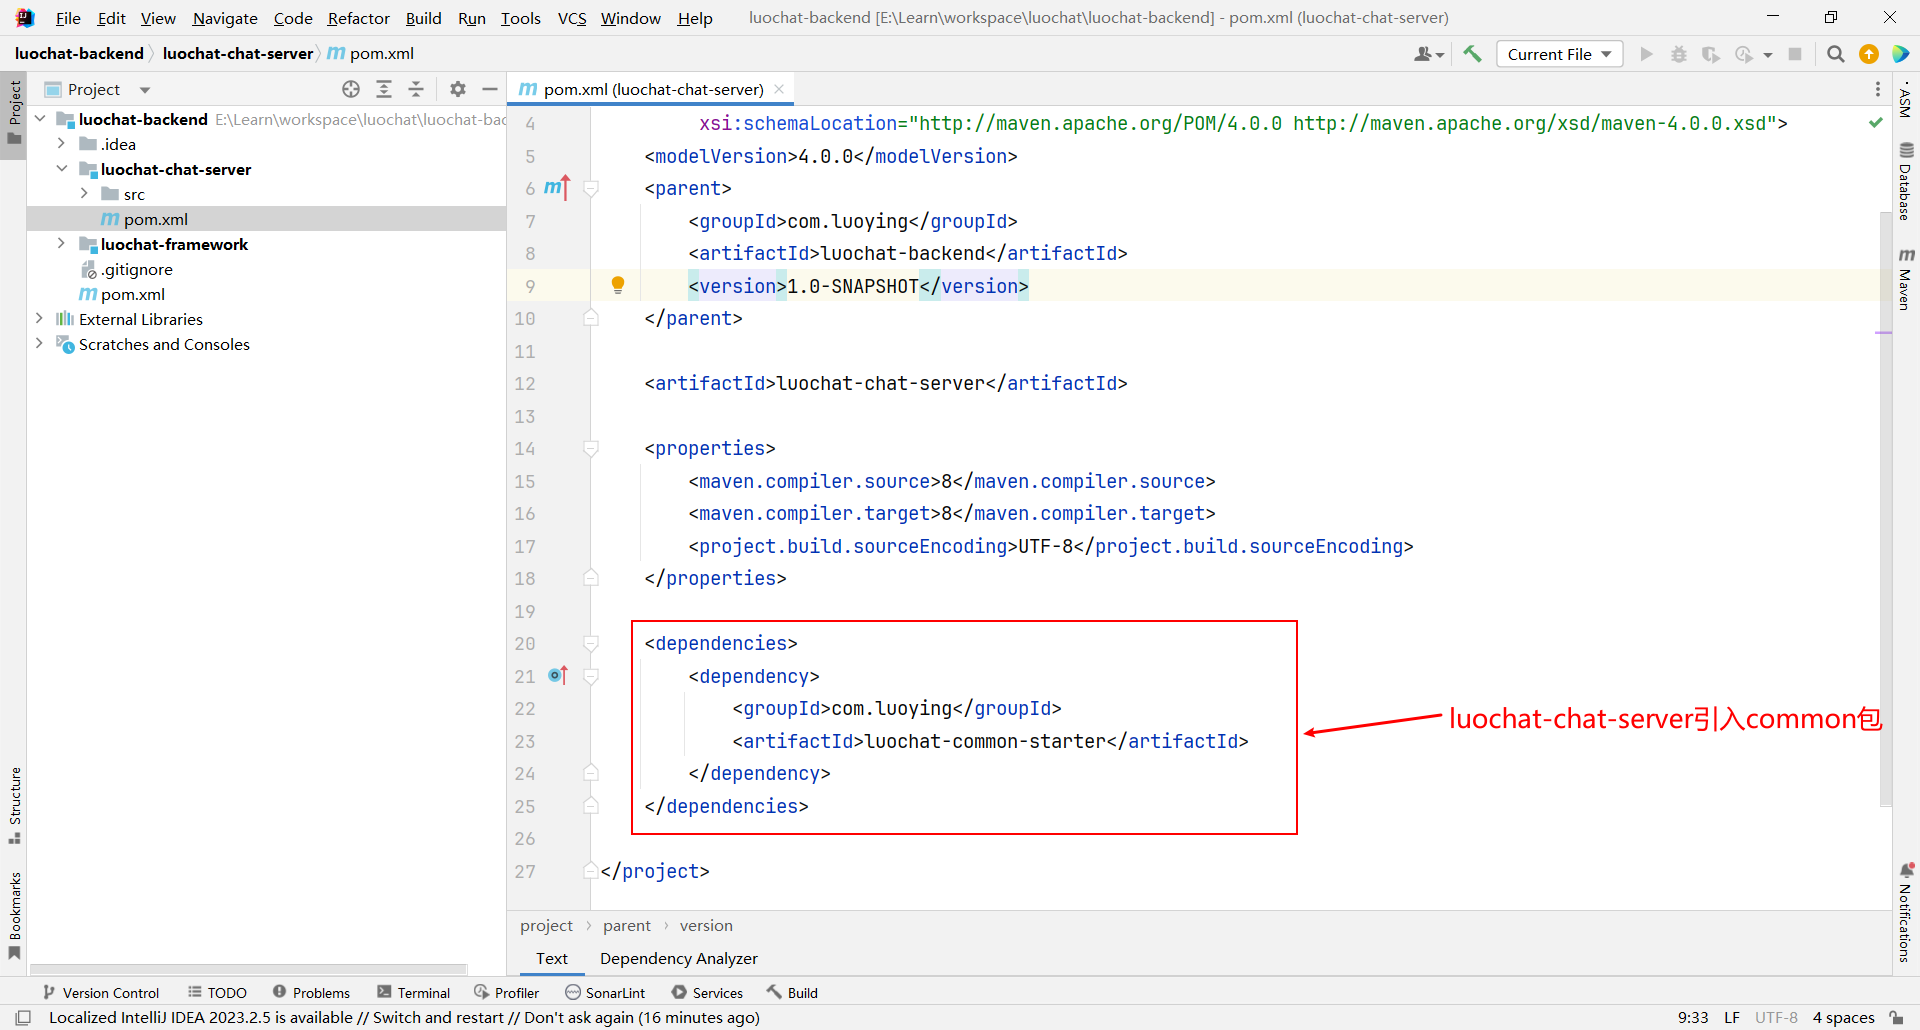 File Edit View Navigate Code Refactor Build Run Tools VCS Window Help luochat-backend [E:\Learn\workspace\luochat\luochat-backend] - pom.xml (luochat-chat-server)
luochat-backend luochat-chat-server m pom.xml Current File
Project
Project
m pom.xml (luochat-chat-server)
luochat-backend E:\Learn\workspace\luochat\luochat-bac
.idea
luochat-chat-server
src
m pom.xml
luochat-framework
.gitignore
m pom.xml
External Libraries
Scratches and Consoles
4 xsi:schemaLocation="http://maven.apache.org/POM/4.0.0 http://maven.apache.org/xsd/maven-4.0.0.xsd">
5 <modelVersion>4.0.0</modelVersion>
6 m <parent>
7 <groupId>com.luoying</groupId>
8 <artifactId>luochat-backend</artifactId>
9 <version>1.0-SNAPSHOT</version>
10 </parent>
11
12 <artifactId>luochat-chat-server</artifactId>
13
14 <properties>
15 <maven.compiler.source>8</maven.compiler.source>
16 <maven.compiler.target>8</maven.compiler.target>
17 <project.build.sourceEncoding>UTF-8</project.build.sourceEncoding>
18 </properties>
19
20 <dependencies>
21 <dependency>
22 <groupId>com.luoying</groupId>
23 <artifactId>luochat-common-starter</artifactId>
24 </dependency>
25 </dependencies>
26
27 </project>
luochat-chat-server引入common包
ASM
Database
m Maven
Notifications
Structure
Bookmarks
project › parent › version
Text Dependency Analyzer
Version Control TODO Problems Terminal Profiler SonarLint Services Build
Localized IntelliJ IDEA 2023.2.5 is available // Switch and restart // Don't ask again (16 minutes ago) 9:33 LF UTF-8 4 spaces